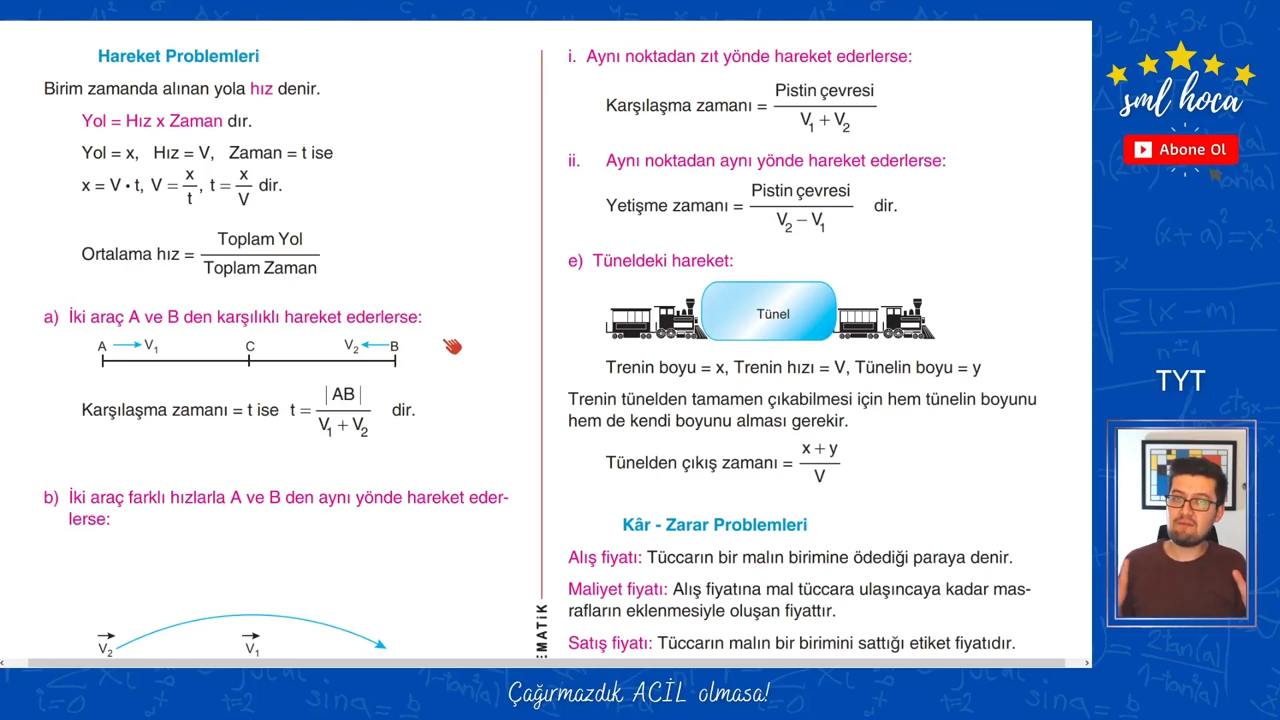 Hareket Problemleri
Birim zamanda alınan yola hız denir.
Yol = Hız x Zaman dır.
Yol = x, Hız = V, Zaman = t ise
x = V • t, V = x/t, t = x/V dir.
Ortalama hız = Toplam Yol / Toplam Zaman
a) İki araç A ve B den karşılıklı hareket ederlerse:
A V₁ C V₂ B
Karşılaşma zamanı = t ise t = |AB| / V₁ + V₂ dir.
b) İki araç farklı hızlarla A ve B den aynı yönde hareket eder-
lerse:
V₂ V₁
i. Aynı noktadan zıt yönde hareket ederlerse:
Karşılaşma zamanı = Pistin çevresi / V₁ + V₂
ii. Aynı noktadan aynı yönde hareket ederlerse:
Yetişme zamanı = Pistin çevresi / V₂ – V₁ dir.
e) Tüneldeki hareket:
Tünel
Trenin boyu = x, Trenin hızı = V, Tünelin boyu = y
Trenin tünelden tamamen çıkabilmesi için hem tünelin boyunu
hem de kendi boyunu alması gerekir.
Tünelden çıkış zamanı = x + y / V
Kâr - Zarar Problemleri
Alış fiyatı: Tüccarın bir malın birimine ödediği paraya denir.
Maliyet fiyatı: Alış fiyatına mal tüccara ulaşıncaya kadar mas-
rafların eklenmesiyle oluşan fiyattır.
Satış fiyatı: Tüccarın malın bir birimini sattığı etiket fiyatıdır.
EMATİK
sml hoca
Abone Ol
TYT
Çağırmazdık ACİL olmasa!